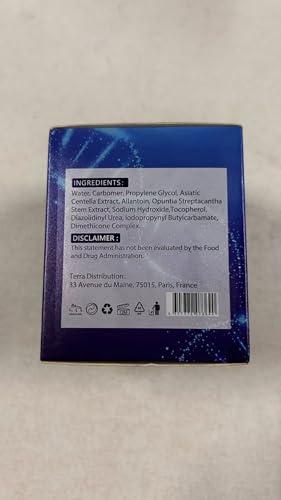 INGREDIENTS:
Water, Carbomer, Propylene Glycol, Asiatic
Centella Extract, Allantoin, Opuntia Streptacantha
Stem Extract, Sodium Hydroxide,Tocopherol,
Diazolidinyl Urea, Iodopropynyl Butylcarbamate,
Dimethicone Complex.
DISCLAIMER :
This statement has not been evaluated by the Food
and Drug Administration.
Terra Distribution:
33 Avenue du Maine, 75015, Paris, France